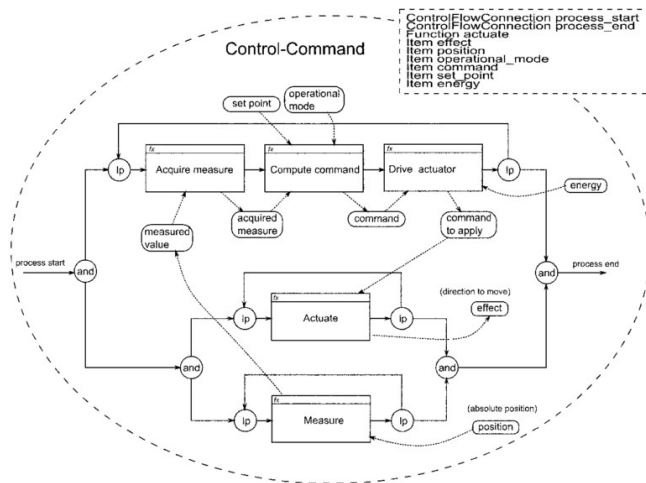 ControlFlowConnection process_start
ControlFlowConnection process_end
Function actuate
Item effect
Item position
Item operational_mode
Item command
Item set_point
Item energy
Control-Command
operational
mode
set point
lp
fx
Acquire measure
fx
Compute command
fx
Drive actuator
lp
energy
measured
value
acquired
measure
command
command
to apply
process start
and
and
process end
fx
lp
Actuate
lp
(direction to move)
effect
and
and
fx
lp
Measure
lp
(absolute position)
position